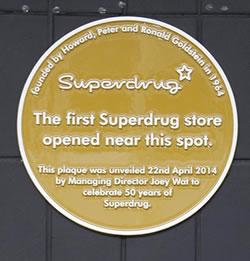 founded by Howard, Peter and Ronald Goldstein in 1964
Superdrug
The first Superdrug store
opened near this spot.
This plaque was unveiled 22nd April 2014
by Managing Director Joey Wat to
celebrate 50 years of
Superdrug.